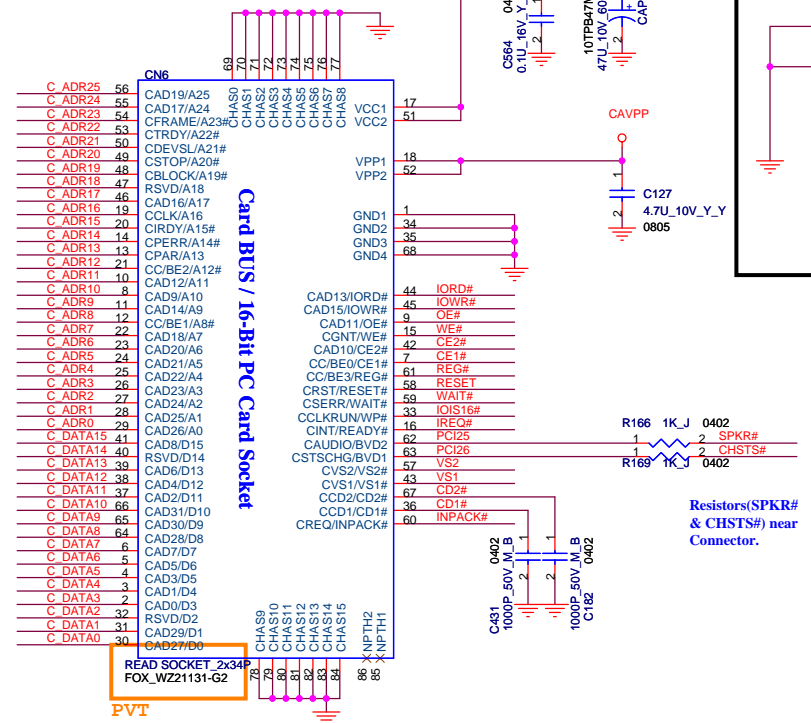 CN6
69 70 71 72 73 74 75 76 77
CHAS0 CHAS1 CHAS2 CHAS3 CHAS4 CHAS5 CHAS6 CHAS7 CHAS8
C_ADR25 56 CAD19/A25
C_ADR24 55 CAD17/A24
C_ADR23 54 CFRAME/A23#
C_ADR22 53 CTRDY/A22#
C_ADR21 50 CDEVSL/A21#
C_ADR20 49 CSTOP/A20#
C_ADR19 48 CBLOCK/A19#
C_ADR18 47 RSVD/A18
C_ADR17 46 CAD16/A17
C_ADR16 19 CCLK/A16
C_ADR15 20 CIRDY/A15#
C_ADR14 14 CPERR/A14#
C_ADR13 13 CPAR/A13
C_ADR12 21 CC/BE2/A12#
C_ADR11 10 CAD12/A11
C_ADR10 8 CAD9/A10
C_ADR9 11 CAD14/A9
C_ADR8 12 CC/BE1/A8#
C_ADR7 22 CAD18/A7
C_ADR6 23 CAD20/A6
C_ADR5 24 CAD21/A5
C_ADR4 25 CAD22/A4
C_ADR3 26 CAD23/A3
C_ADR2 27 CAD24/A2
C_ADR1 28 CAD25/A1
C_ADR0 29 CAD26/A0
C_DATA15 41 CAD8/D15
C_DATA14 40 RSVD/D14
C_DATA13 39 CAD6/D13
C_DATA12 38 CAD4/D12
C_DATA11 37 CAD2/D11
C_DATA10 66 CAD31/D10
C_DATA9 65 CAD30/D9
C_DATA8 64 CAD28/D8
C_DATA7 6 CAD7/D7
C_DATA6 5 CAD5/D6
C_DATA5 4 CAD3/D5
C_DATA4 3 CAD1/D4
C_DATA3 2 CAD0/D3
C_DATA2 32 RSVD/D2
C_DATA1 31 CAD29/D1
C_DATA0 30 CAD27/D0
Card BUS / 16-Bit PC Card Socket
VCC1 17
VCC2 51
VPP1 18
VPP2 52
GND1 1
GND2 34
GND3 35
GND4 68
CAD13/IORD# 44 IORD#
CAD15/IOWR# 45 IOWR#
CAD11/OE# 9 OE#
CGNT/WE# 15 WE#
CAD10/CE2# 42 CE2#
CC/BE0/CE1# 7 CE1#
CC/BE3/REG# 61 REG#
CRST/RESET# 58 RESET
CSERR/WAIT# 59 WAIT#
CCLKRUN/WP# 33 IOIS16#
CINT/READY# 16 IREQ#
CAUDIO/BVD2 62 PCI25
CSTSCHG/BVD1 63 PCI26
CVS2/VS2# 57 VS2
CVS1/VS1# 43 VS1
CCD2/CD2# 67 CD2#
CCD1/CD1# 36 CD1#
CREQ/INPACK# 60 INPACK#
CHAS9 CHAS10 CHAS11 CHAS12 CHAS13 CHAS14 CHAS15
NPTH2 NPTH1
78 79 80 81 82 83 84 86 85
READ SOCKET_2x34P
FOX_WZ21131-G2
PVT
C564
0.1U_16V_Y_
2
2
CAVPP
1
C127
4.7U_10V_Y_Y
2
0805
R166 1K_J 0402
1 2 SPKR#
1 2 CHSTS#
R169 1K_J 0402
Resistors(SPKR#
& CHSTS#) near
Connector.
C431
1000P_50V_M_B
0402
1
2
1
2
1000P_50V_M_B
0402
C182